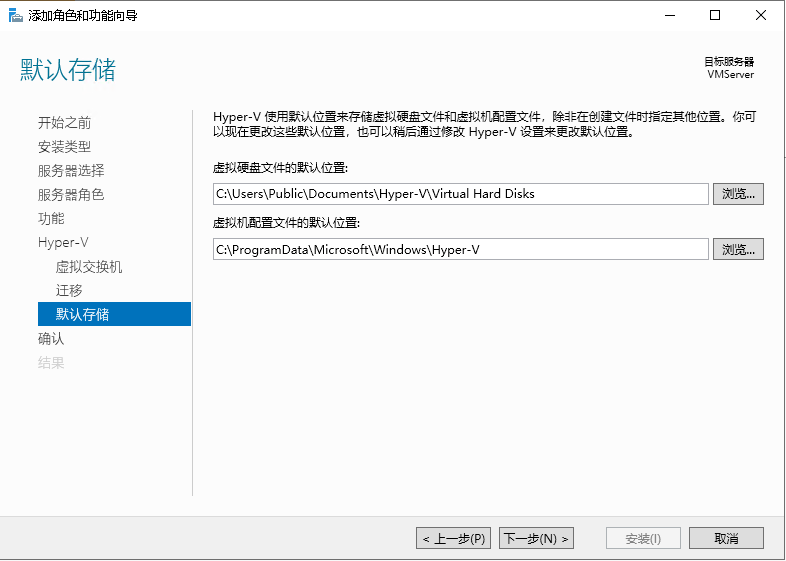 添加角色和功能向导
默认存储
目标服务器
VMServer
开始之前
安装类型
服务器选择
服务器角色
功能
Hyper-V
虚拟交换机
迁移
默认存储
确认
结果
Hyper-V 使用默认位置来存储虚拟硬盘文件和虚拟机配置文件，除非在创建文件时指定其他位置。你可
以现在更改这些默认位置，也可以稍后通过修改 Hyper-V 设置来更改默认位置。
虚拟硬盘文件的默认位置:
C:\Users\Public\Documents\Hyper-V\Virtual Hard Disks
浏览...
虚拟机配置文件的默认位置:
C:\ProgramData\Microsoft\Windows\Hyper-V
浏览...
< 上一步(P)
下一步(N) >
安装(I)
取消